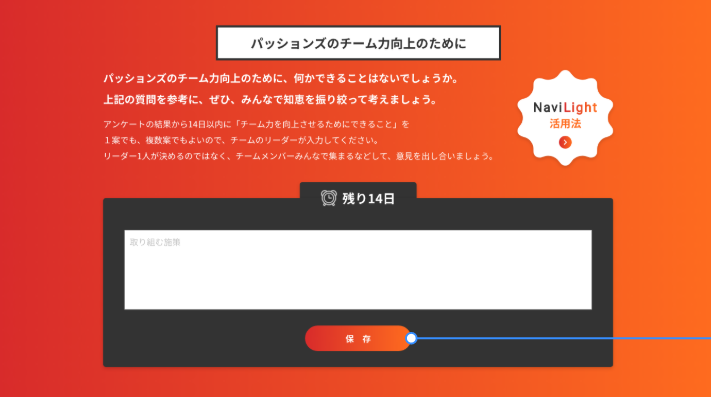 パッションズのチーム力向上のために
パッションズのチーム力向上のために、何かできることはないでしょうか。
上記の質問を参考に、ぜひ、みんなで知恵を振り絞って考えましょう。
アンケートの結果から14日以内に「チーム力を向上させるためにできること」を
１案でも、複数案でもよいので、チームのリーダーが入力してください。
リーダー1人が決めるのではなく、チームメンバーみんなで集まるなどして、意見を出し合いましょう。
NaviLight
活用法
残り14日
取り組む施策
保 存